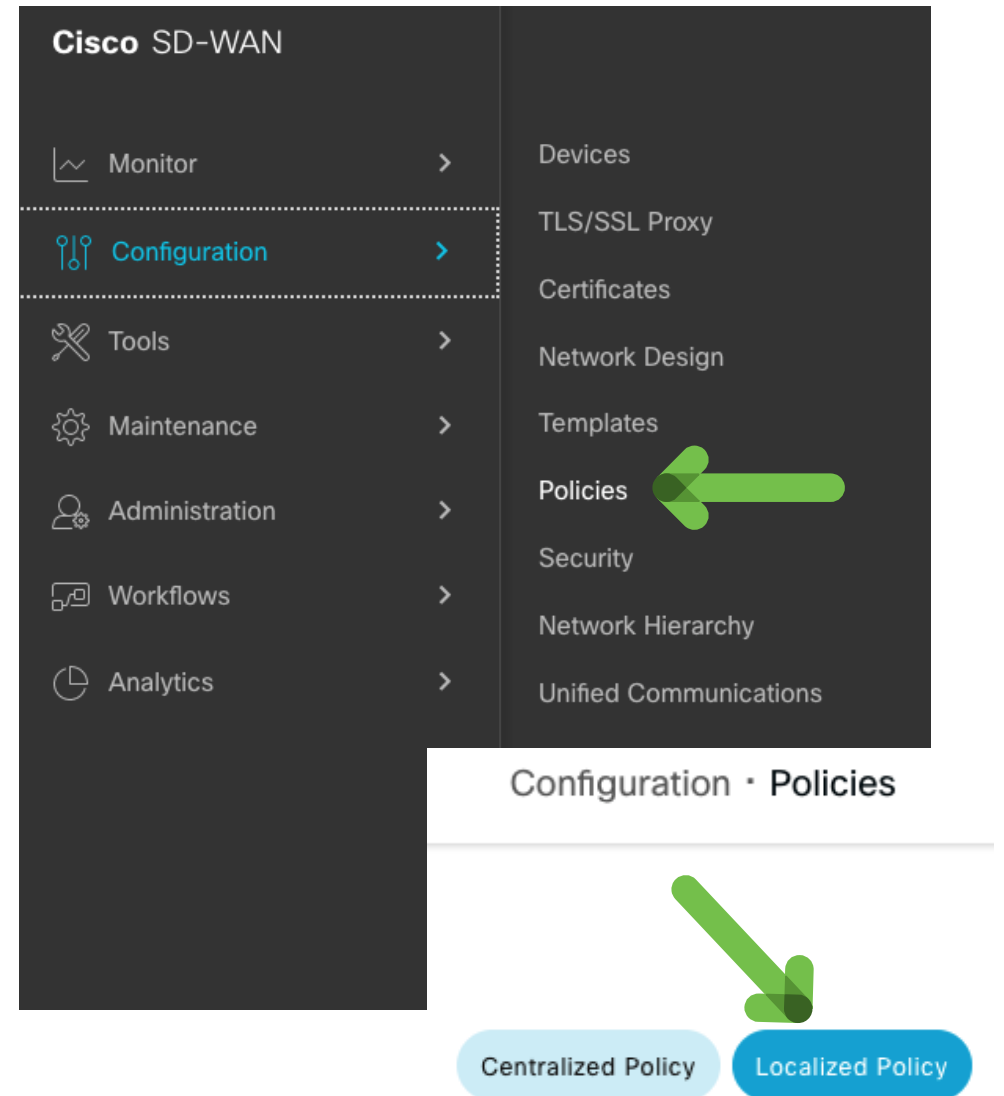 Cisco SD-WAN
Monitor
Configuration
Tools
Maintenance
Administration
Workflows
Analytics
Devices
TLS/SSL Proxy
Certificates
Network Design
Templates
Policies
Security
Network Hierarchy
Unified Communications
Configuration · Policies
Centralized Policy
Localized Policy